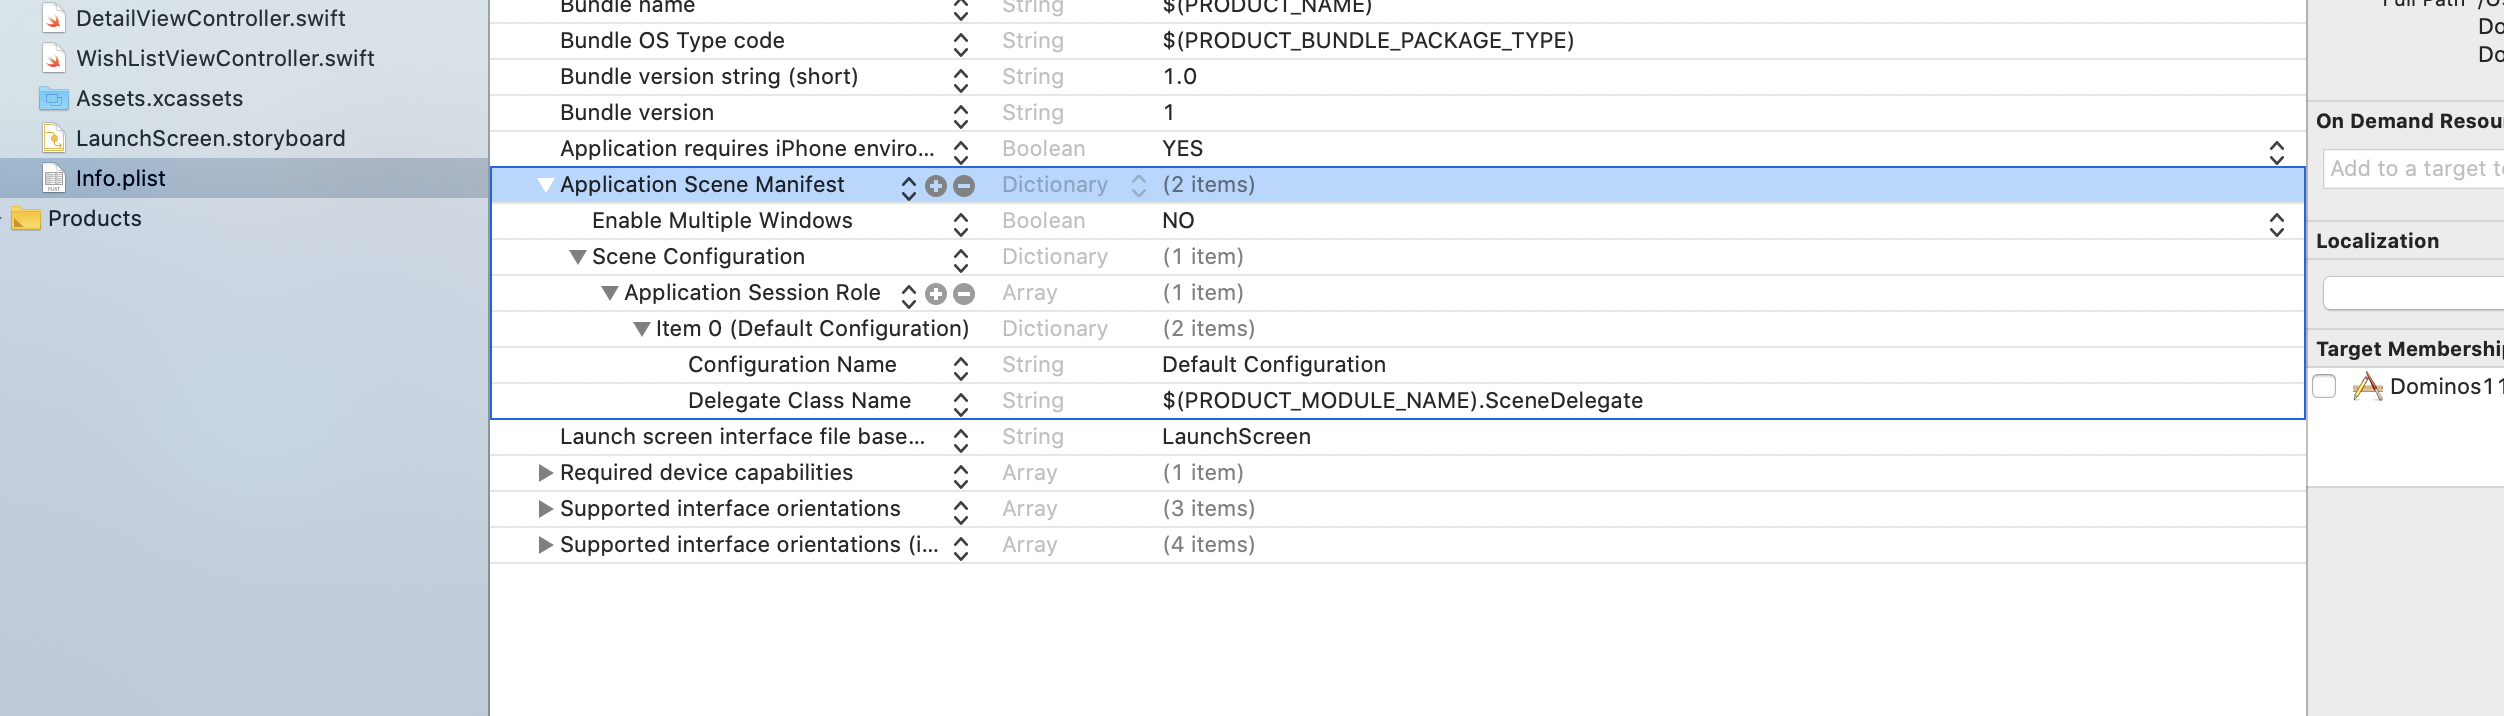 DetailViewController.swift
WishListViewController.swift
Assets.xcassets
LaunchScreen.storyboard
Info.plist
Products
Bundle name String $(PRODUCT_NAME)
Bundle OS Type code String $(PRODUCT_BUNDLE_PACKAGE_TYPE)
Bundle version string (short) String 1.0
Bundle version String 1
Application requires iPhone enviro... Boolean YES
Application Scene Manifest Dictionary (2 items)
Enable Multiple Windows Boolean NO
Scene Configuration Dictionary (1 item)
Application Session Role Array (1 item)
Item 0 (Default Configuration) Dictionary (2 items)
Configuration Name String Default Configuration
Delegate Class Name String $(PRODUCT_MODULE_NAME).SceneDelegate
Launch screen interface file base... String LaunchScreen
Required device capabilities Array (1 item)
Supported interface orientations Array (3 items)
Supported interface orientations (i... Array (4 items)
Full Path /U
Do
Do
On Demand Resou
Add to a target t
Localization
Target Membership
Dominos11